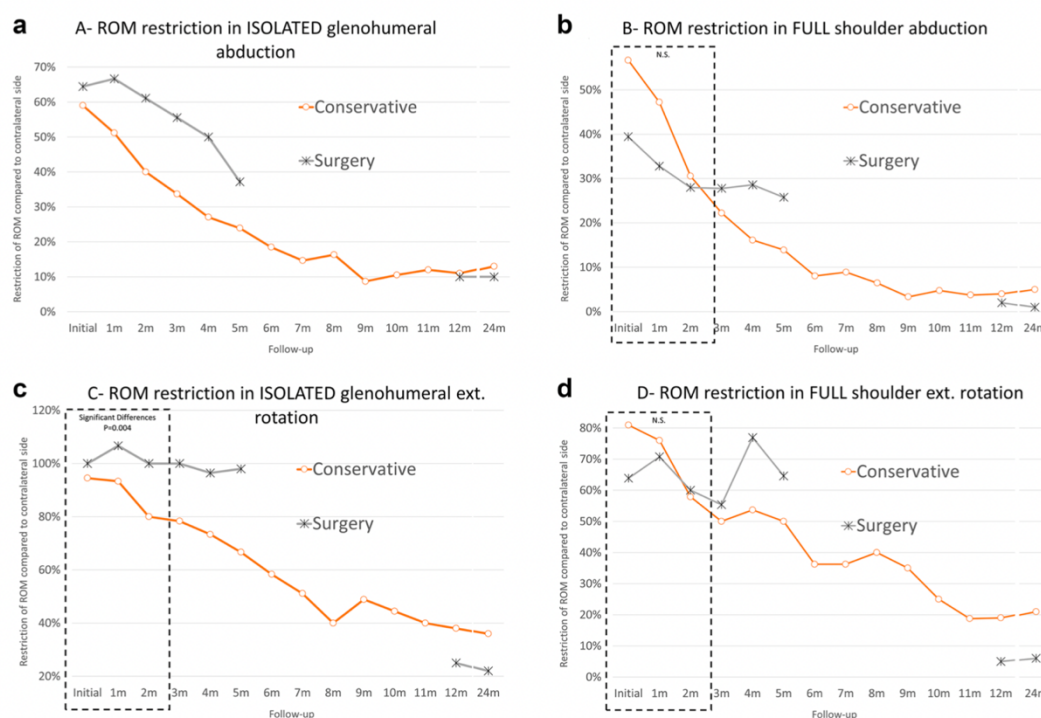 a
A- ROM restriction in ISOLATED glenohumeral
abduction
Restriction of ROM compared to contralateral side
70%
60%
50%
40%
30%
20%
10%
0%
Conservative
Surgery
Initial 1m 2m 3m 4m 5m 6m 7m 8m 9m 10m 11m 12m 24m
Follow-up
b
B- ROM restriction in FULL shoulder abduction
N.S.
Restriction of ROM compared to contralateral side
60%
50%
40%
30%
20%
10%
0%
Conservative
Surgery
Initial 1m 2m 3m 4m 5m 6m 7m 8m 9m 10m 11m 12m 24m
Follow-up
c
C- ROM restriction in ISOLATED glenohumeral ext.
rotation
Significant Differences
P=0.004
Restriction of ROM compared to contralateral side
120%
100%
80%
60%
40%
20%
Conservative
Surgery
Initial 1m 2m 3m 4m 5m 6m 7m 8m 9m 10m 11m 12m 24m
Follow-up
d
D- ROM restriction in FULL shoulder ext. rotation
N.S.
Restriction of ROM compared to contralateral side
80%
70%
60%
50%
40%
30%
20%
10%
0%
Conservative
Surgery
Initial 1m 2m 3m 4m 5m 6m 7m 8m 9m 10m 11m 12m 24m
Follow-up